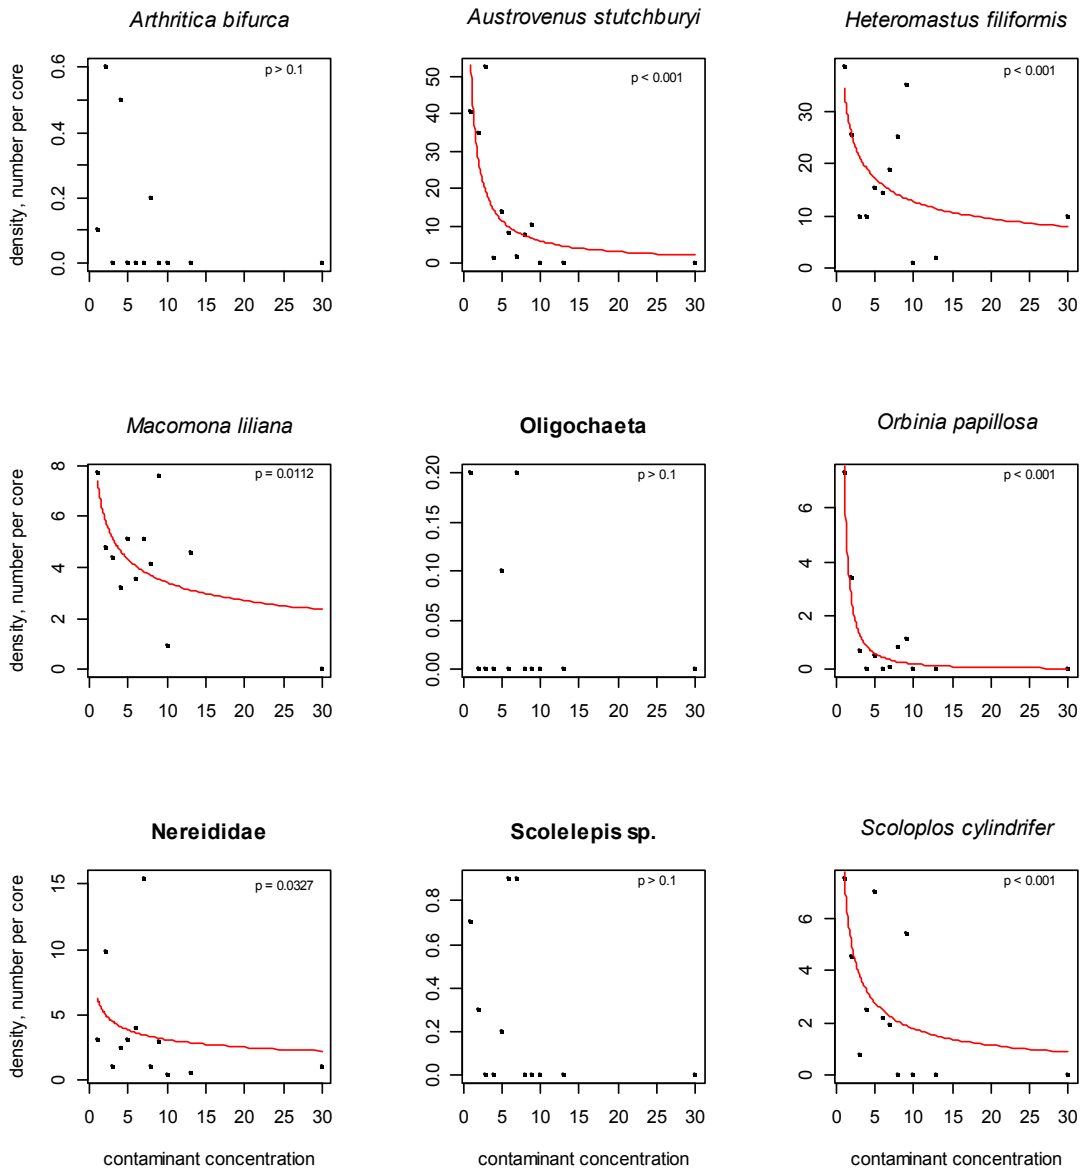 Arthritica bifurca
Austrovenus stutchburyi
Heteromastus filiformis
density, number per core
0.0 0.2 0.4 0.6
p > 0.1
0 5 10 15 20 25 30
0 10 20 30 40 50
p < 0.001
0 5 10 15 20 25 30
0 10 20 30
p < 0.001
0 5 10 15 20 25 30
Macomona liliana
Oligochaeta
Orbinia papillosa
density, number per core
0 2 4 6 8
p = 0.0112
0 5 10 15 20 25 30
0.00 0.05 0.10 0.15 0.20
p > 0.1
0 5 10 15 20 25 30
0 2 4 6
p < 0.001
0 5 10 15 20 25 30
Nereididae
Scolelepis sp.
Scoloplos cylindrifer
density, number per core
0 5 10 15
p = 0.0327
0 5 10 15 20 25 30
contaminant concentration
0.0 0.2 0.4 0.6 0.8
p > 0.1
0 5 10 15 20 25 30
contaminant concentration
0 2 4 6
p < 0.001
0 5 10 15 20 25 30
contaminant concentration